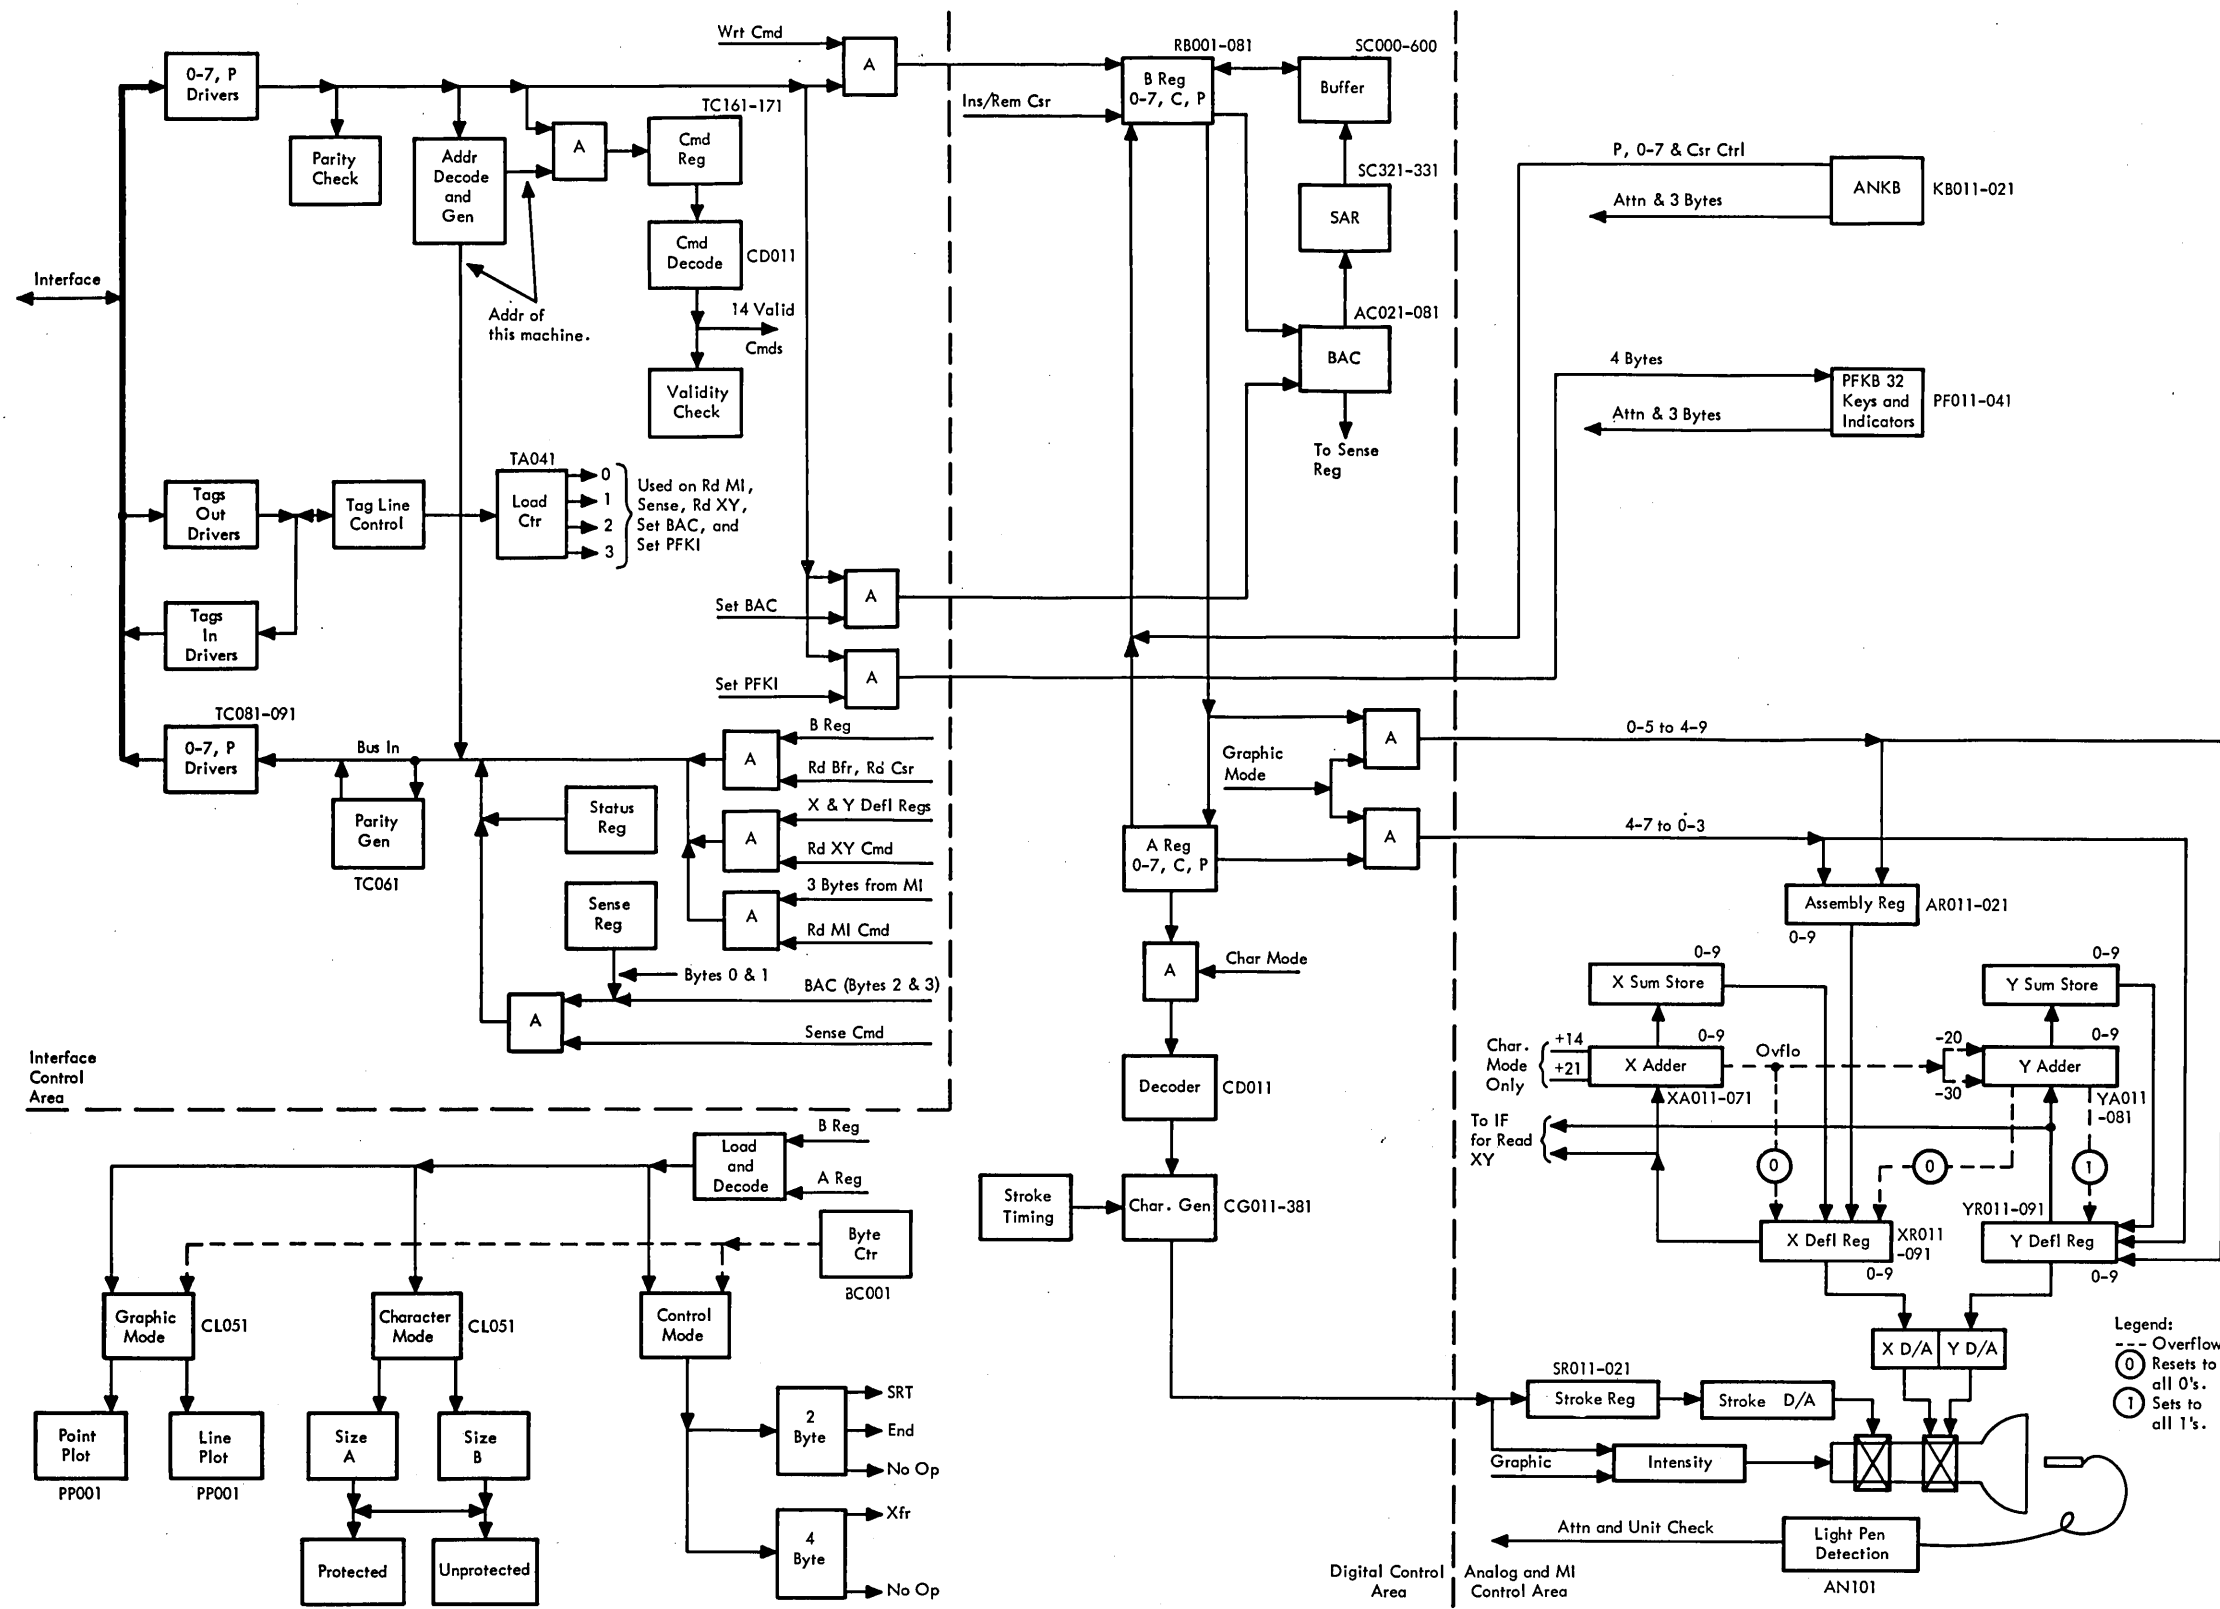 Interface
0-7, P
Drivers
Parity
Check
Addr
Decode
and
Gen
A
TC161-171
Cmd
Reg
Cmd
Decode
CD011
14 Valid
Cmds
Validity
Check
Addr of
this machine.
Wrt Cmd
A
Tags
Out
Drivers
Tag Line
Control
TA041
Load
Ctr
0
1
2
3
Used on Rd MI,
Sense, Rd XY,
Set BAC, and
Set PFKI
Tags
In
Drivers
Set BAC
A
Set PFKI
A
TC081-091
0-7, P
Drivers
Bus In
Parity
Gen
TC061
Status
Reg
Sense
Reg
A
B Reg
Rd Bfr, Rd Csr
A
X & Y Defl Regs
Rd XY Cmd
A
3 Bytes from MI
Rd MI Cmd
Bytes 0 & 1
BAC (Bytes 2 & 3)
A
Sense Cmd
Interface
Control
Area
Load
and
Decode
B Reg
A Reg
Byte
Ctr
BC001
Graphic
Mode
CL051
Character
Mode
CL051
Control
Mode
Point
Plot
PP001
Line
Plot
PP001
Size
A
Size
B
Protected
Unprotected
2
Byte
SRT
End
No Op
4
Byte
Xfr
No Op
RB001-081
B Reg
0-7, C, P
Ins/Rem Csr
SC000-600
Buffer
SC321-331
SAR
AC021-081
BAC
To Sense
Reg
Graphic
Mode
A
A
A Reg
0-7, C, P
A
Char Mode
Decoder
CD011
Stroke
Timing
Char. Gen
CG011-381
Digital Control
Area
P, 0-7 & Csr Ctrl
ANKB
KB011-021
Attn & 3 Bytes
4 Bytes
PFKB 32
Keys and
Indicators
PF011-041
Attn & 3 Bytes
0-5 to 4-9
4-7 to 0-3
Assembly Reg
AR011-021
0-9
0-9
X Sum Store
0-9
Y Sum Store
Char.
Mode
Only
+14
+21
0-9
X Adder
XA011-071
Ovflo
-20
-30
0-9
Y Adder
YA011
-081
To IF
for Read
XY
0
0
1
X Defl Reg
XR011
-091
0-9
YR011-091
Y Defl Reg
0-9
X D/A
Y D/A
Legend:
Overflow
0 Resets to
all 0's.
1 Sets to
all 1's.
SR011-021
Stroke Reg
Stroke D/A
Graphic
Intensity
Attn and Unit Check
Light Pen
Detection
AN101
Analog and MI
Control Area